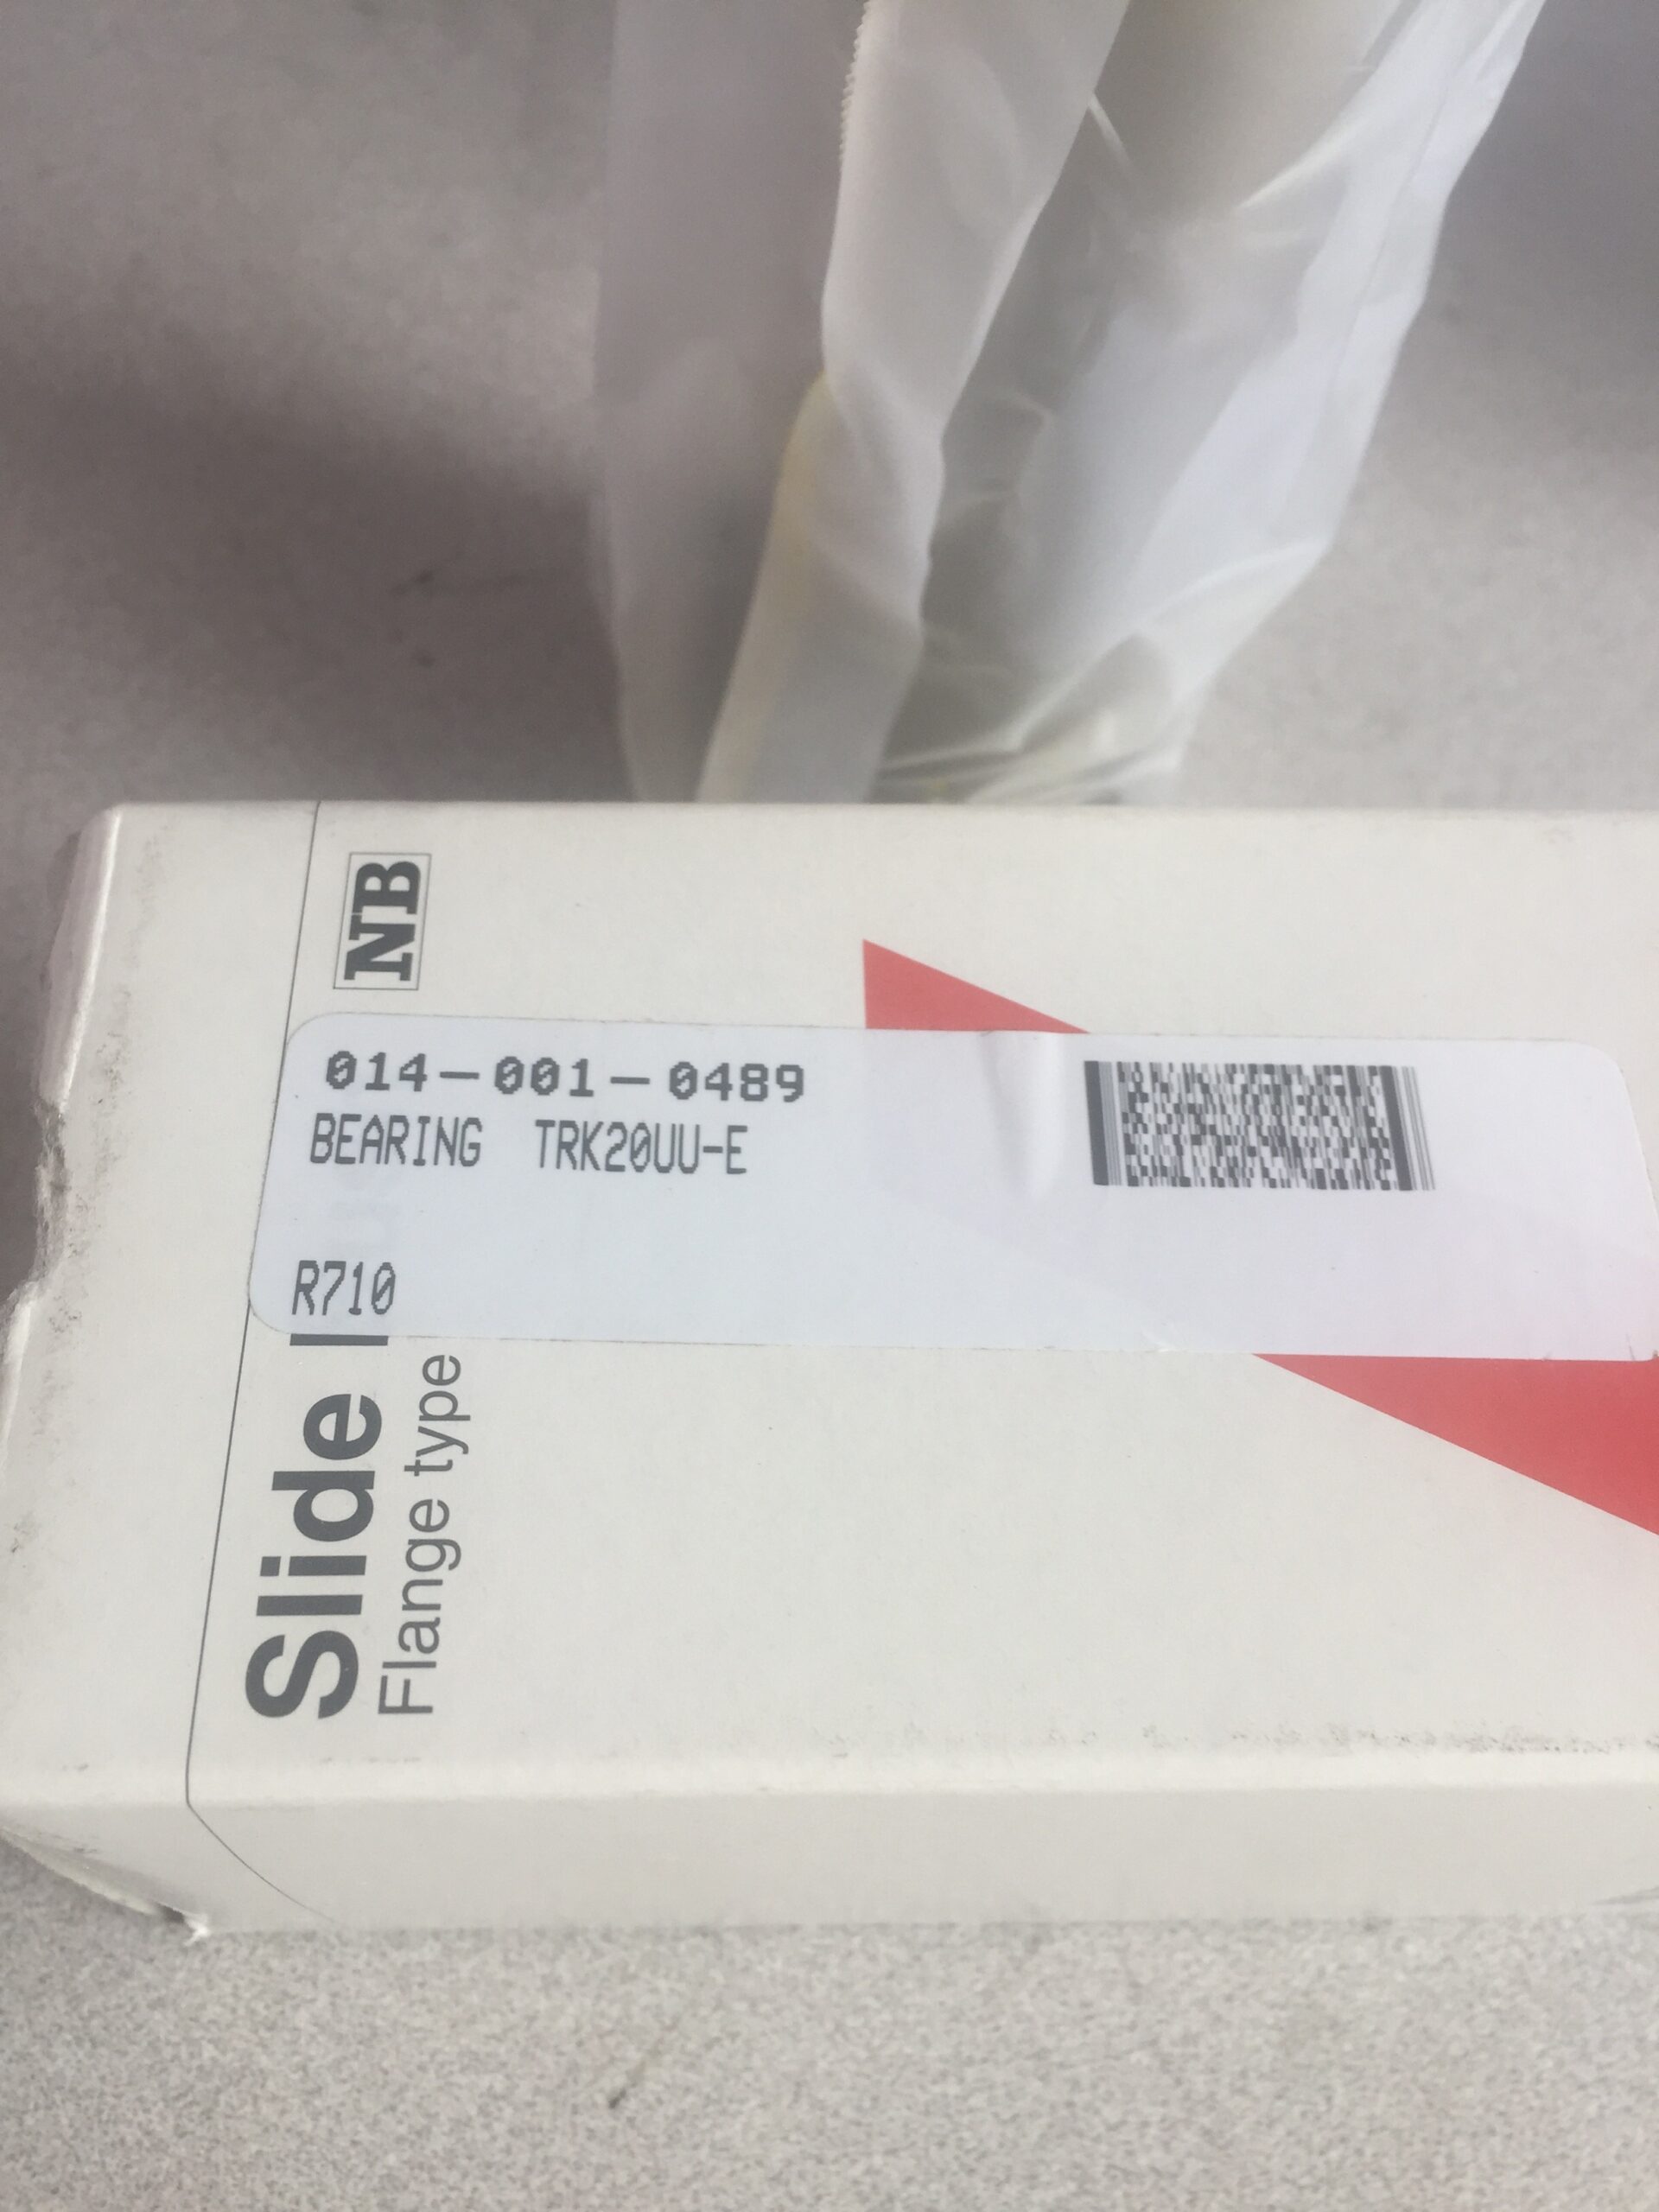 NB
014-001-0489
BEARING TRK20UU-E
R710
Slide
Flange type